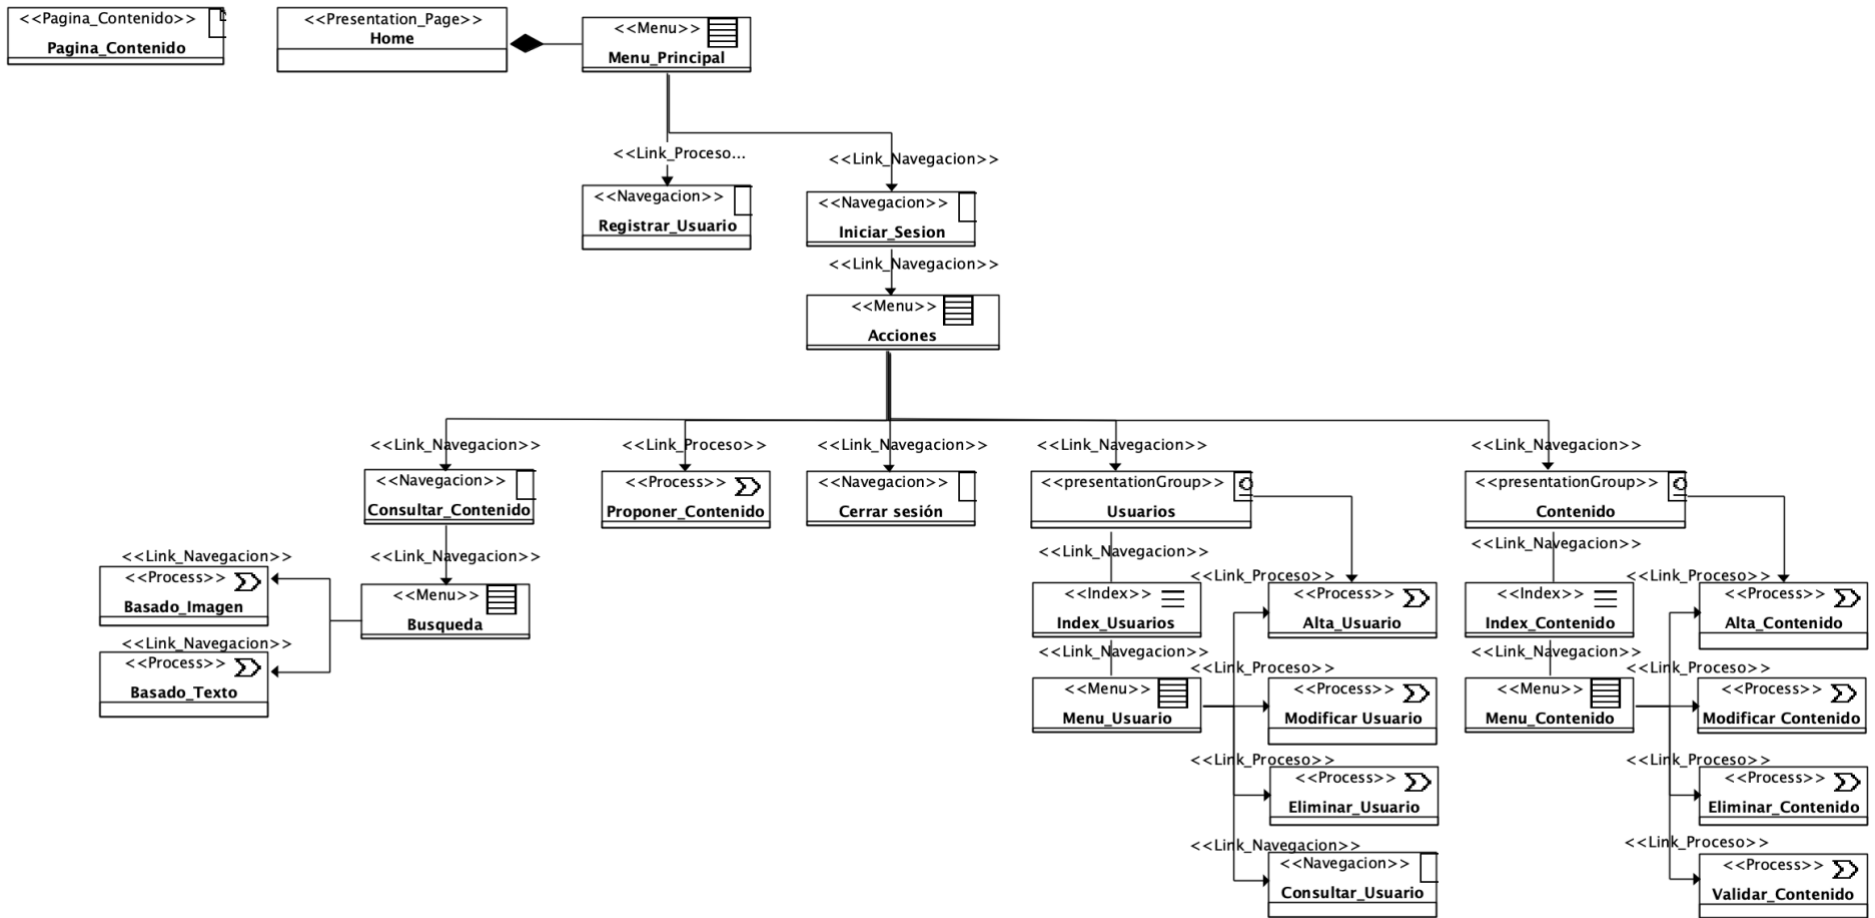 <<Pagina_Contenido>>
Pagina_Contenido
<<Presentation_Page>>
Home
<<Menu>>
Menu_Principal
<<Link_Proceso...
<<Link_Navegacion>>
<<Navegacion>>
Registrar_Usuario
<<Navegacion>>
Iniciar_Sesion
<<Link_Navegacion>>
<<Menu>>
Acciones
<<Link_Navegacion>>
<<Link_Proceso>>
<<Link_Navegacion>>
<<Link_Navegacion>>
<<Link_Navegacion>>
<<Navegacion>>
Consultar_Contenido
<<Process>>
Proponer_Contenido
<<Navegacion>>
Cerrar sesión
<<presentationGroup>>
Usuarios
<<presentationGroup>>
Contenido
<<Link_Navegacion>>
<<Link_Navegacion>>
<<Link_Navegacion>>
<<Link_Navegacion>>
<<Process>>
Basado_Imagen
<<Menu>>
Busqueda
<<Link_Navegacion>>
<<Process>>
Basado_Texto
<<Index>>
Index_Usuarios
<<Link_Proceso>>
<<Process>>
Alta_Usuario
<<Link_Navegacion>>
<<Menu>>
Menu_Usuario
<<Link_Proceso>>
<<Process>>
Modificar Usuario
<<Link_Proceso>>
<<Process>>
Eliminar_Usuario
<<Link_Navegacion>>
<<Navegacion>>
Consultar_Usuario
<<Index>>
Index_Contenido
<<Link_Proceso>>
<<Process>>
Alta_Contenido
<<Link_Navegacion>>
<<Menu>>
Menu_Contenido
<<Link_Proceso>>
<<Process>>
Modificar Contenido
<<Link_Proceso>>
<<Process>>
Eliminar_Contenido
<<Link_Proceso>>
<<Process>>
Validar_Contenido